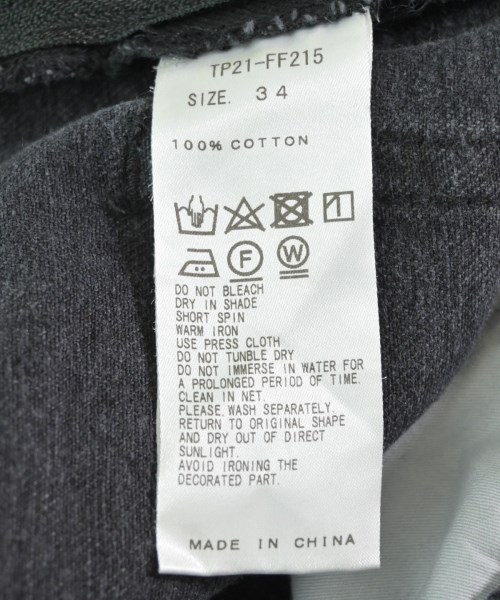 TP21-FF215
SIZE. 34
100% COTTON
F W
DO NOT BLEACH
DRY IN SHADE
SHORT SPIN
WARM IRON
USE PRESS CLOTH
DO NOT TUNBLE DRY
DO NOT IMMERSE IN WATER FOR
A PROLONGED PERIOD OF TIME.
CLEAN IN NET.
PLEASE. WASH SEPARATELY.
RETURN TO ORIGINAL SHAPE
AND DRY OUT OF DIRECT
SUNLIGHT.
AVOID IRONING THE
DECORATED PART.
MADE IN CHINA